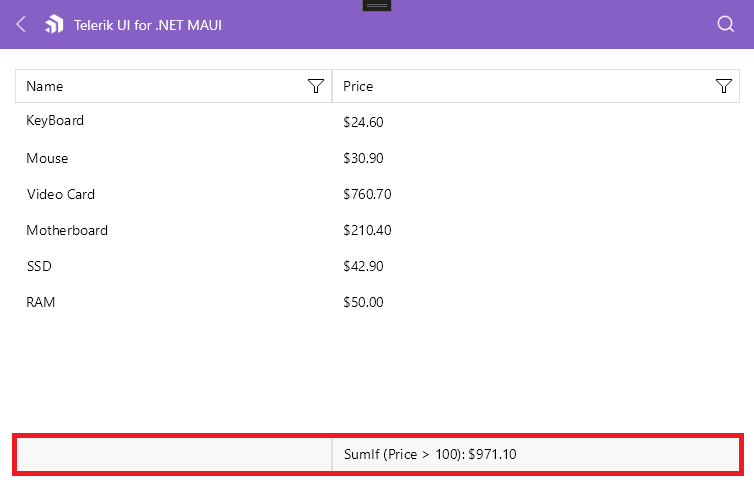 Telerik UI for .NET MAUI
Name Price
KeyBoard $24.60
Mouse $30.90
Video Card $760.70
Motherboard $210.40
SSD $42.90
RAM $50.00
SumIf (Price > 100): $971.10